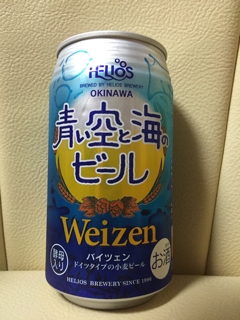 HELIOS
BREWED BY HELIOS BREWERY
OKINAWA
青い空と海の
ビール
Weizen
酵母入り
バイツェン
ドイツタイプの小麦ビール
お酒
HELIOS BREWERY SINCE 1996